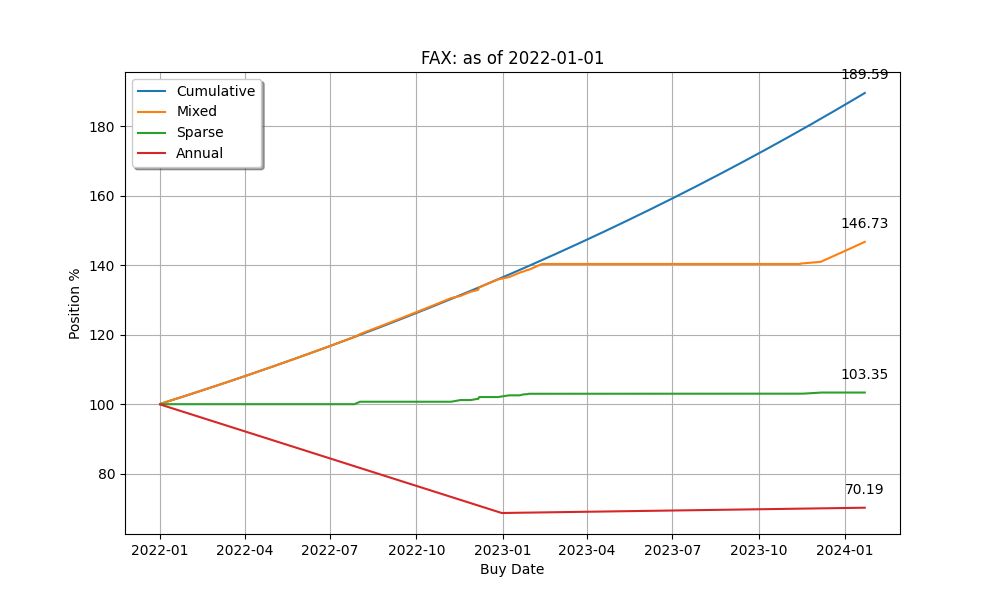 FAX: as of 2022-01-01
Cumulative
Mixed
Sparse
Annual
189.59
146.73
103.35
70.19
180
160
140
120
100
80
Position %
2022-01 2022-04 2022-07 2022-10 2023-01 2023-04 2023-07 2023-10 2024-01
Buy Date